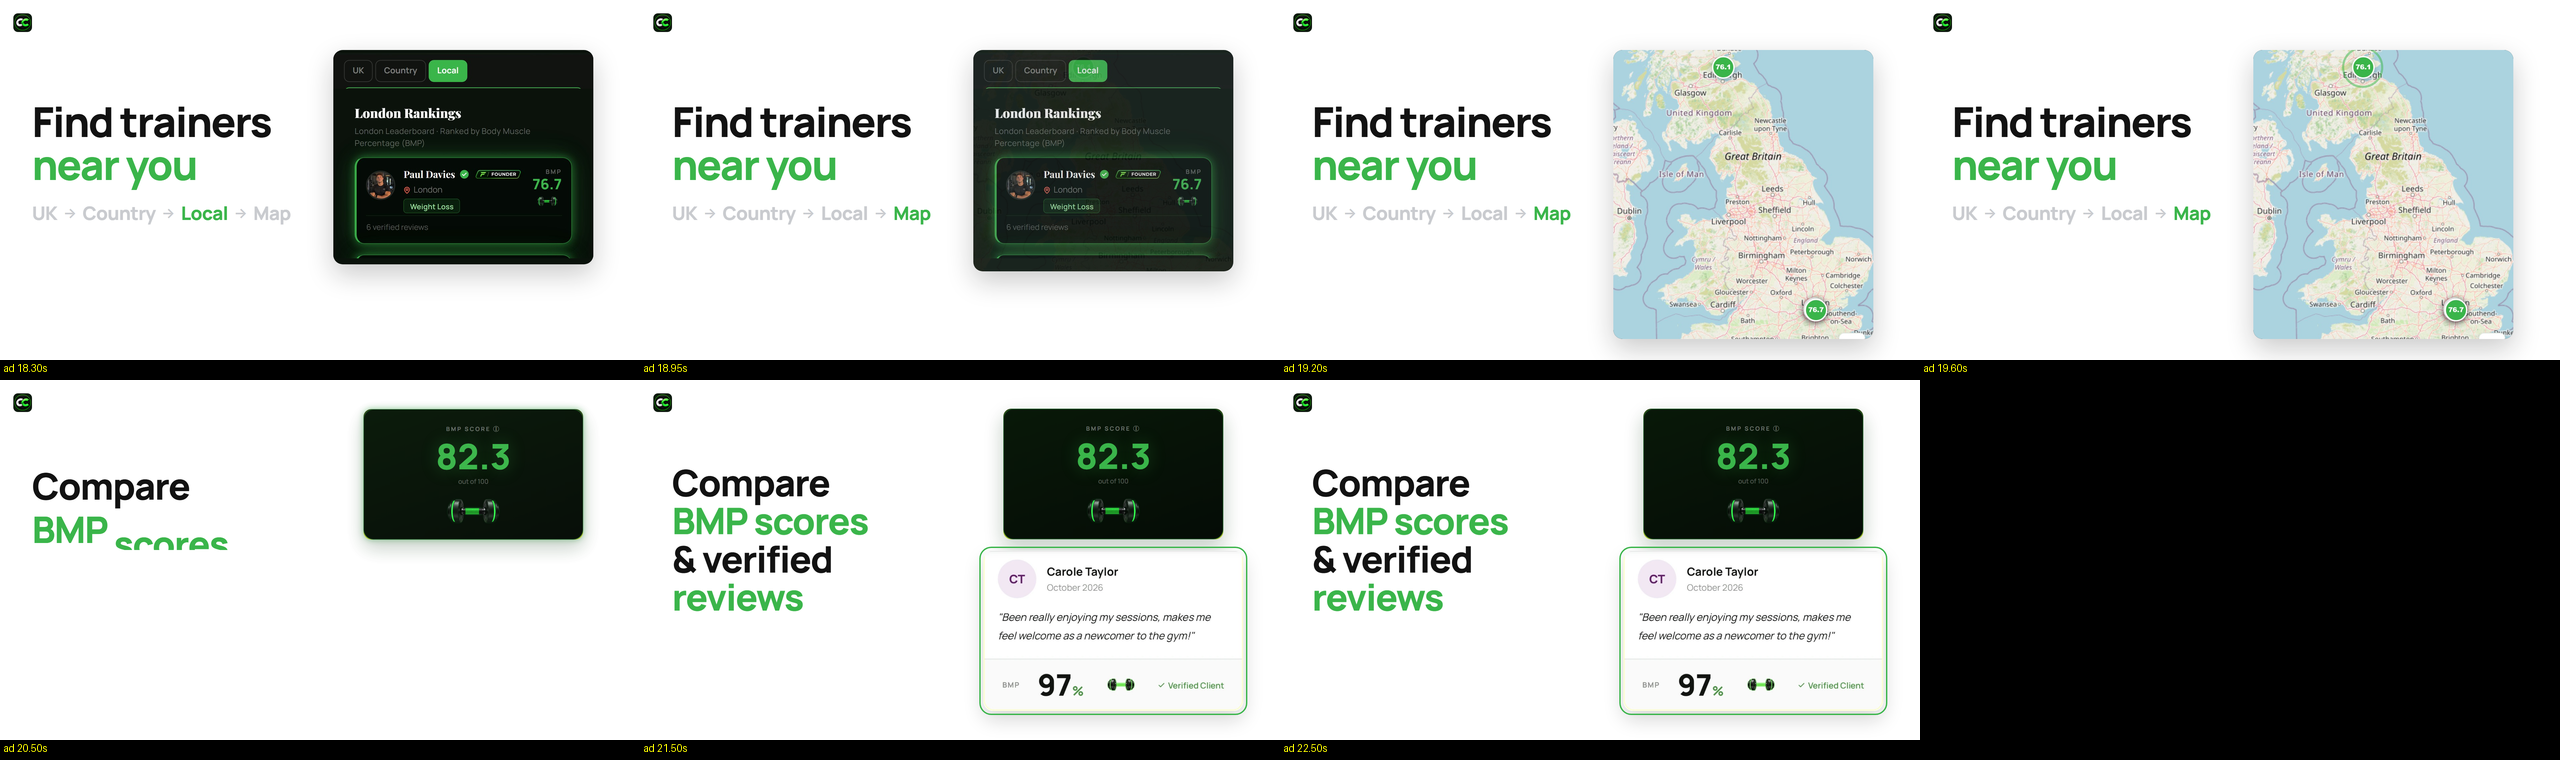 CC
Find trainers
near you
UK → Country → Local → Map
UK Country Local
London Rankings
London Leaderboard · Ranked by Body Muscle
Percentage (BMP)
Paul Davies FOUNDER
London
Weight Loss
BMP
76.7
6 verified reviews
ad 18.30s
CC
Find trainers
near you
UK → Country → Local → Map
UK Country Local
London Rankings
London Leaderboard · Ranked by Body Muscle
Percentage (BMP)
Paul Davies FOUNDER
London
Weight Loss
BMP
76.7
6 verified reviews
ad 18.95s
CC
Find trainers
near you
UK → Country → Local → Map
76.1
Glasgow
United Kingdom
Carlisle
Newcastle
upon Tyne
Great Britain
Isle of Man
Leeds
Preston
Dublin
Sheffield
Liverpool
Lincoln
Nottingham
England
Birmingham
Peterborough
Norwich
Cymru /
Wales
Milton
Keynes
Cambridge
Gloucester
Oxford
Colchester
Swansea
Cardiff
76.7
Bath
ad 19.20s
CC
Find trainers
near you
UK → Country → Local → Map
76.1
Glasgow
United Kingdom
Carlisle
Newcastle
upon Tyne
Great Britain
Isle of Man
Leeds
Preston
Dublin
Sheffield
Liverpool
Lincoln
Nottingham
England
Birmingham
Peterborough
Norwich
Cymru /
Wales
Milton
Keynes
Cambridge
Gloucester
Oxford
Colchester
Swansea
Cardiff
76.7
Bath
ad 19.60s
CC
Compare
BMP scores
BMP SCORE
82.3
out of 100
ad 20.50s
CC
Compare
BMP scores
& verified
reviews
BMP SCORE
82.3
out of 100
CT
Carole Taylor
October 2026
"Been really enjoying my sessions, makes me
feel welcome as a newcomer to the gym!"
BMP 97% ✓ Verified Client
ad 21.50s
CC
Compare
BMP scores
& verified
reviews
BMP SCORE
82.3
out of 100
CT
Carole Taylor
October 2026
"Been really enjoying my sessions, makes me
feel welcome as a newcomer to the gym!"
BMP 97% ✓ Verified Client
ad 22.50s